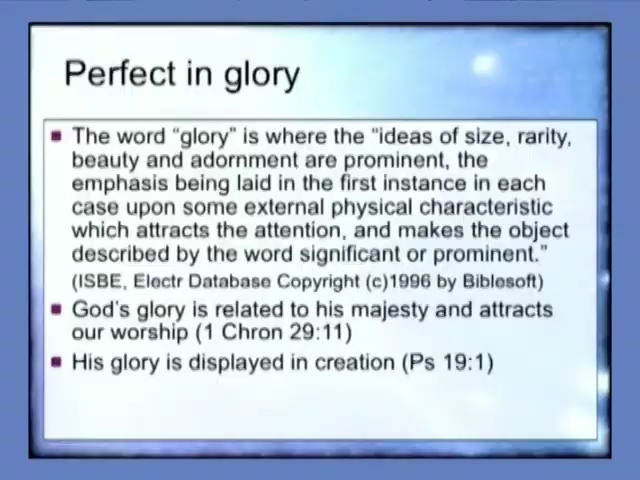 Perfect in glory
The word “glory” is where the “ideas of size, rarity,
beauty and adornment are prominent, the
emphasis being laid in the first instance in each
case upon some external physical characteristic
which attracts the attention, and makes the object
described by the word significant or prominent.”
(ISBE, Electr Database Copyright (c)1996 by Biblesoft)
God’s glory is related to his majesty and attracts
our worship (1 Chron 29:11)
His glory is displayed in creation (Ps 19:1)